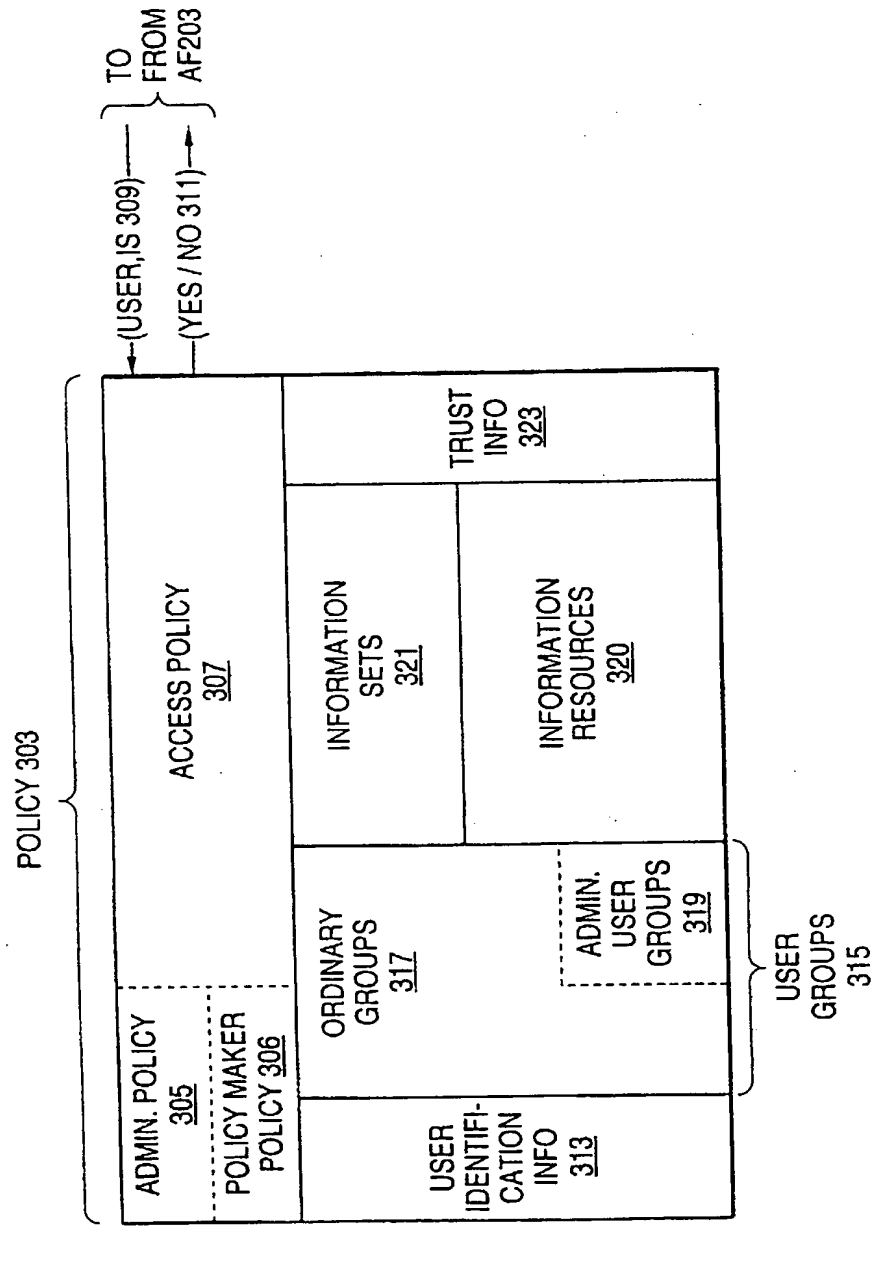 POLICY 303
ADMIN. POLICY
305
POLICY MAKER
POLICY 306
ACCESS POLICY
307
(USER,IS 309)
(YES / NO 311)
TO
FROM
AF203
USER
IDENTIFI-
CATION
INFO
313
ORDINARY
GROUPS
317
ADMIN.
USER
GROUPS
319
INFORMATION
SETS
321
INFORMATION
RESOURCES
320
TRUST
INFO
323
USER
GROUPS
315